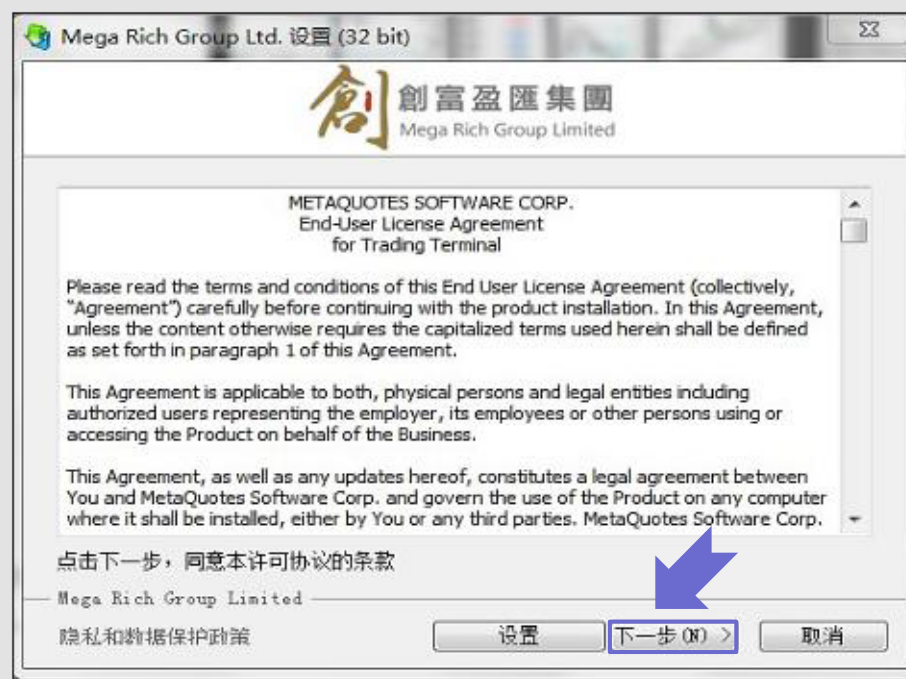 Mega Rich Group Ltd. 设置 (32 bit)
創 創富盈匯集團
Mega Rich Group Limited
METAQUOTES SOFTWARE CORP.
End-User License Agreement
for Trading Terminal
Please read the terms and conditions of this End User License Agreement (collectively,
“Agreement”) carefully before continuing with the product installation. In this Agreement,
unless the content otherwise requires the capitalized terms used herein shall be defined
as set forth in paragraph 1 of this Agreement.
This Agreement is applicable to both, physical persons and legal entities including
authorized users representing the employer, its employees or other persons using or
accessing the Product on behalf of the Business.
This Agreement, as well as any updates hereof, constitutes a legal agreement between
You and MetaQuotes Software Corp. and govern the use of the Product on any computer
where it shall be installed, either by You or any third parties. MetaQuotes Software Corp.
点击下一步，同意本许可协议的条款
Mega Rich Group Limited
隐私和数据保护政策 设置 下一步(N) > 取消